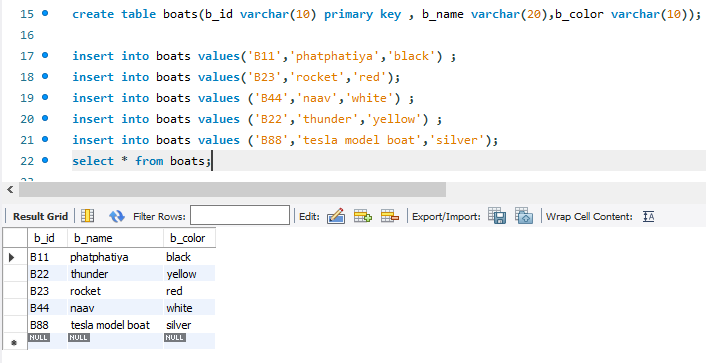 15 create table boats(b_id varchar(10) primary key , b_name varchar(20),b_color varchar(10));
17 insert into boats values('B11','phatphatiya','black') ;
18 insert into boats values('B23','rocket','red');
19 insert into boats values ('B44','naav','white') ;
20 insert into boats values ('B22','thunder','yellow') ;
21 insert into boats values ('B88','tesla model boat','silver');
22 select * from boats;
Result Grid Filter Rows: Edit: Export/Import: Wrap Cell Content: IA
b_id b_name b_color
B11 phatphatiya black
B22 thunder yellow
B23 rocket red
B44 naav white
B88 tesla model boat silver
NULL NULL NULL